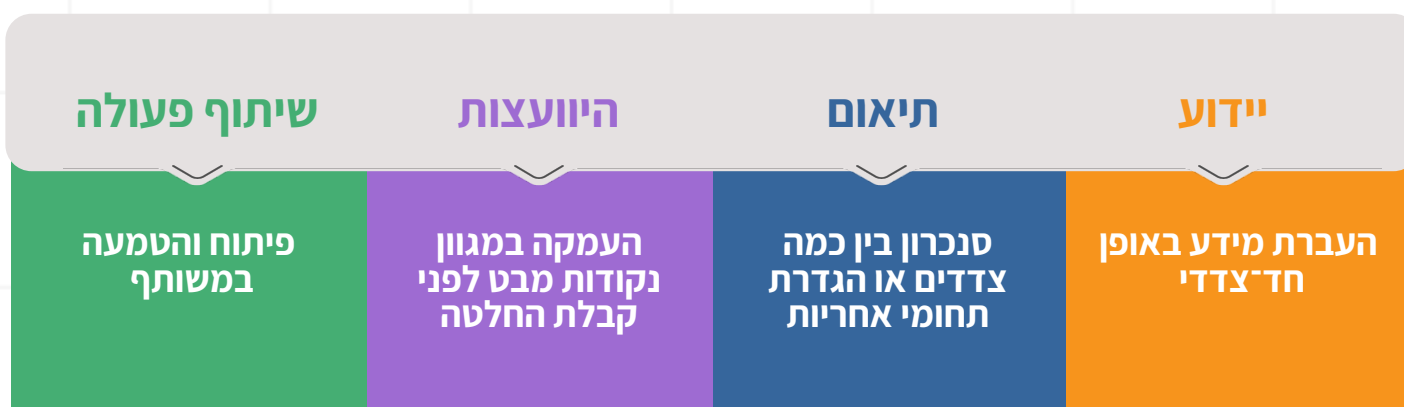 יידוע
תיאום
היוועצות
שיתוף פעולה
העברת מידע באופן
חד־צדדי
סנכרון בין כמה
צדדים או הגדרת
תחומי אחריות
העמקה במגוון
נקודות מבט לפני
קבלת החלטה
פיתוח והטמעה
במשותף